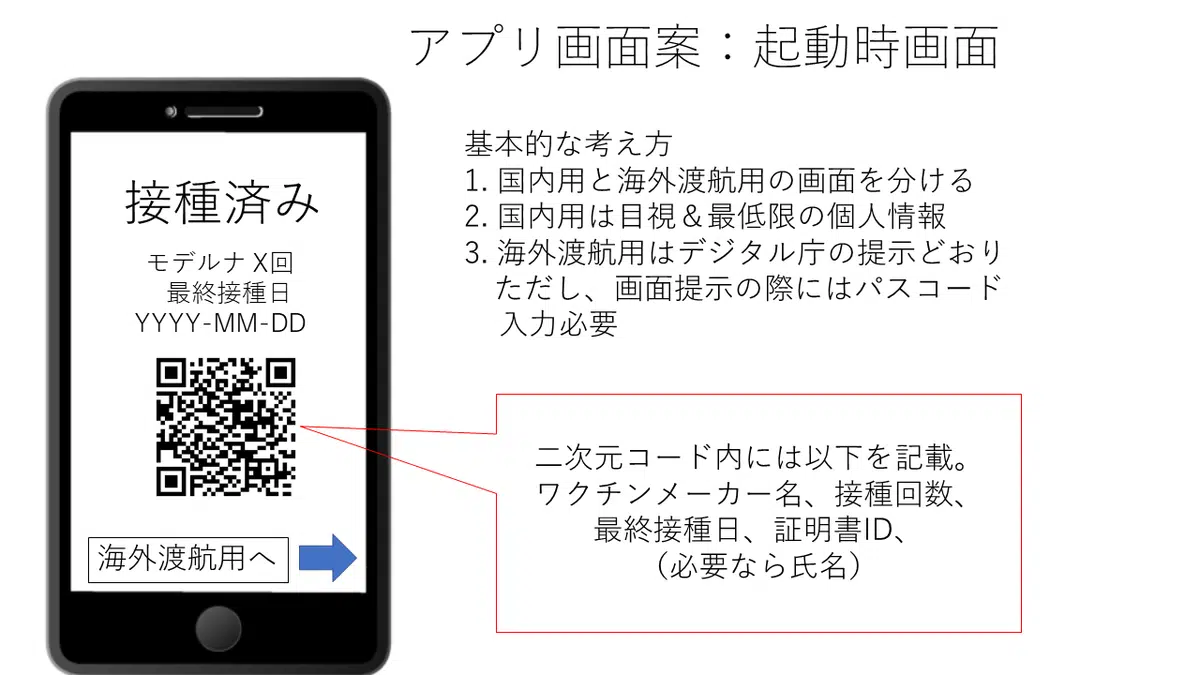 アプリ画面案：起動時画面
接種済み
モデルナ X回
最終接種日
YYYY-MM-DD
海外渡航用へ
基本的な考え方
1. 国内用と海外渡航用の画面を分ける
2. 国内用は目視＆最低限の個人情報
3. 海外渡航用はデジタル庁の提示どおり
ただし、画面提示の際にはパスコード
入力必要
二次元コード内には以下を記載。
ワクチンメーカー名、接種回数、
最終接種日、証明書ID、
（必要なら氏名）